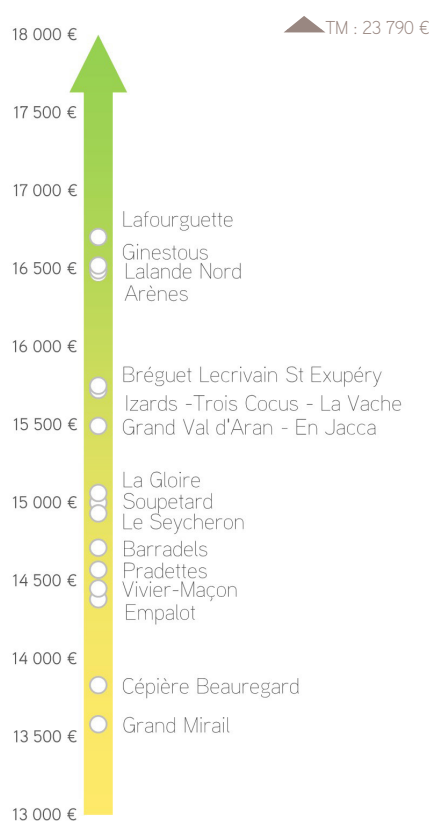 TM : 23 790 €
18 000 €
17 500 €
17 000 €
Lafourguette
Ginestous
16 500 €
Lalande Nord
Arènes
16 000 €
Bréguet Lecrivain St Exupéry
Izards -Trois Cocus - La Vache
15 500 €
Grand Val d'Aran - En Jacca
La Gloire
15 000 €
Soupetard
Le Seycheron
Barradels
14 500 €
Pradettes
Vivier-Maçon
Empalot
14 000 €
Cépière Beauregard
13 500 €
Grand Mirail
13 000 €